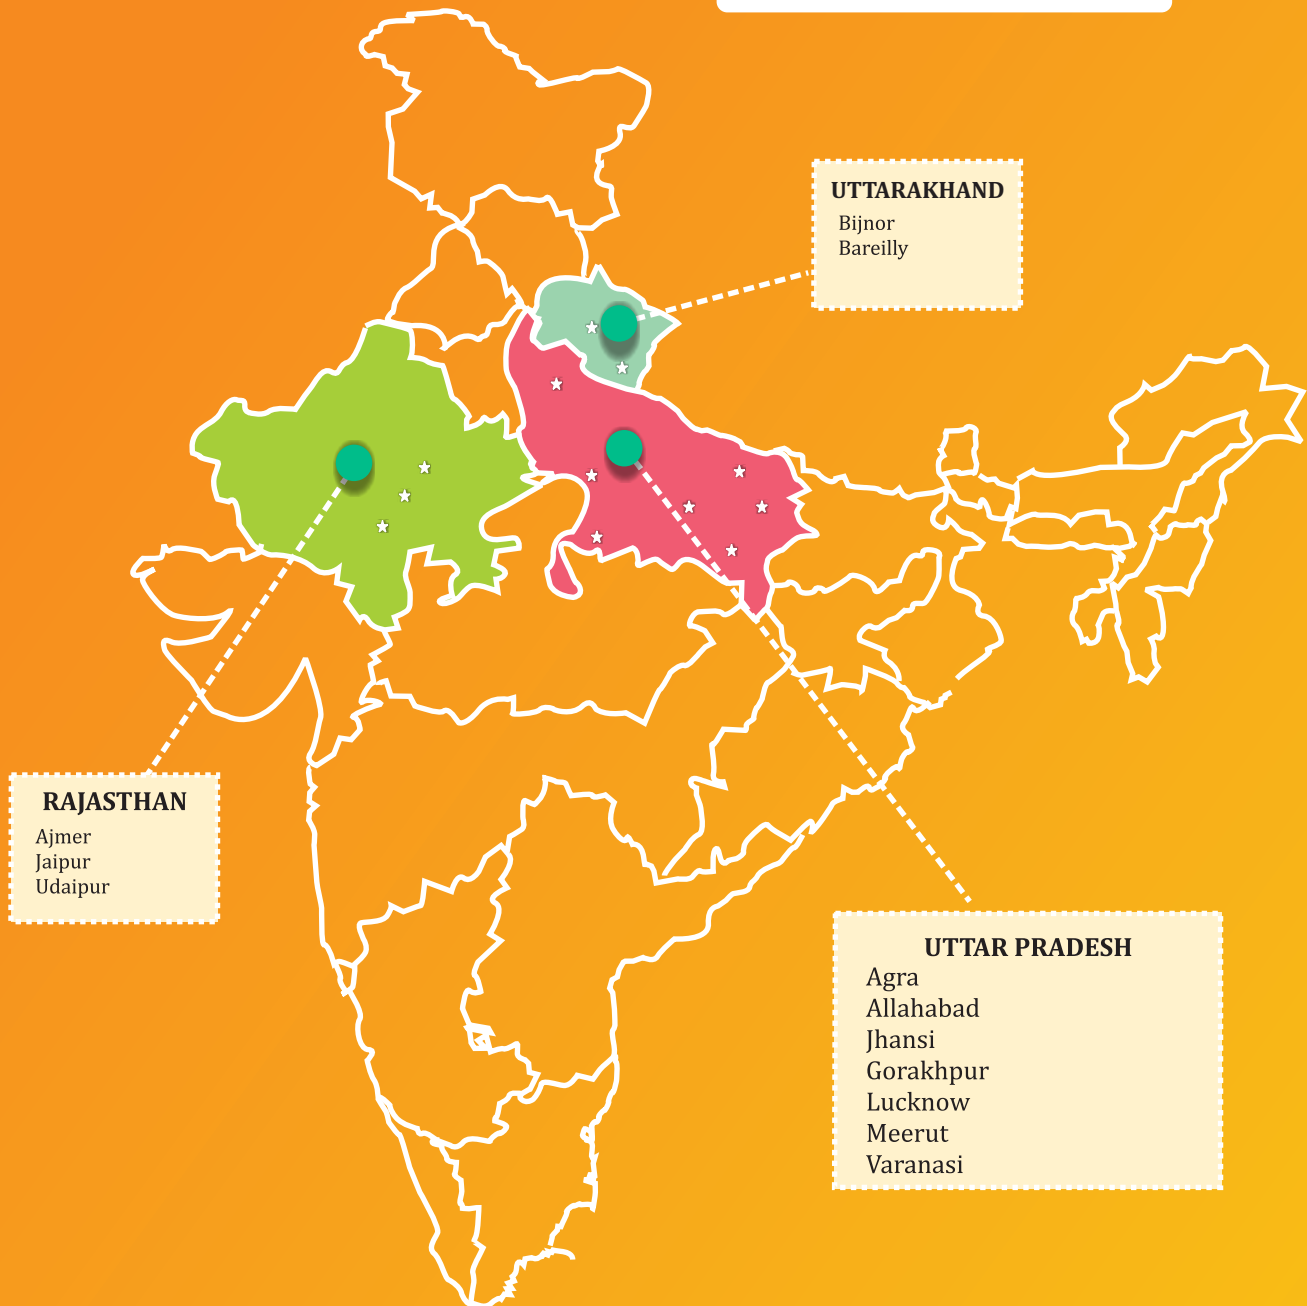 UTTARAKHAND
Bijnor
Bareilly
RAJASTHAN
Ajmer
Jaipur
Udaipur
UTTAR PRADESH
Agra
Allahabad
Jhansi
Gorakhpur
Lucknow
Meerut
Varanasi